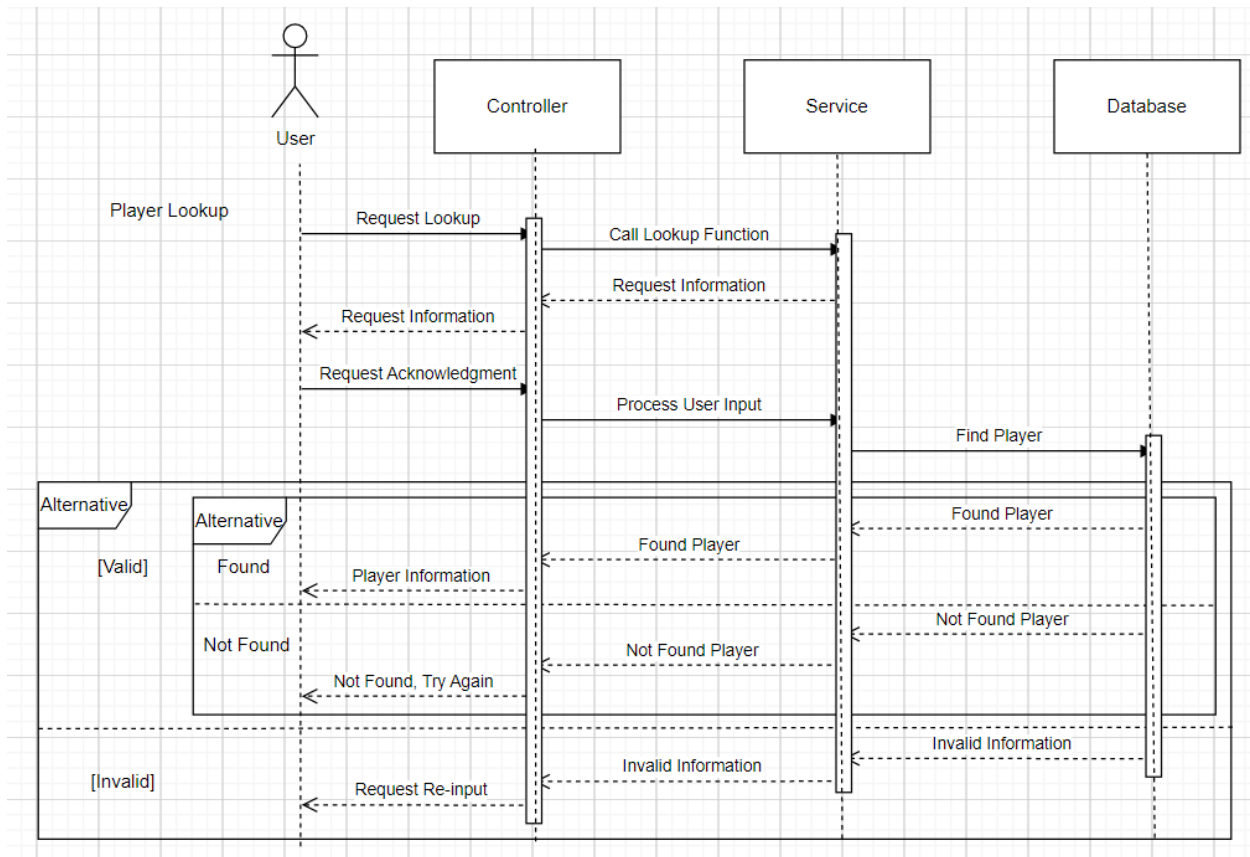 User
Controller
Service
Database
Player Lookup
Request Lookup
Call Lookup Function
Request Information
Request Information
Request Acknowledgment
Process User Input
Find Player
Alternative
Alternative
Found Player
Found Player
[Valid]
Found
Player Information
Not Found Player
Not Found
Not Found Player
Not Found, Try Again
Invalid Information
Invalid Information
[Invalid]
Request Re-input